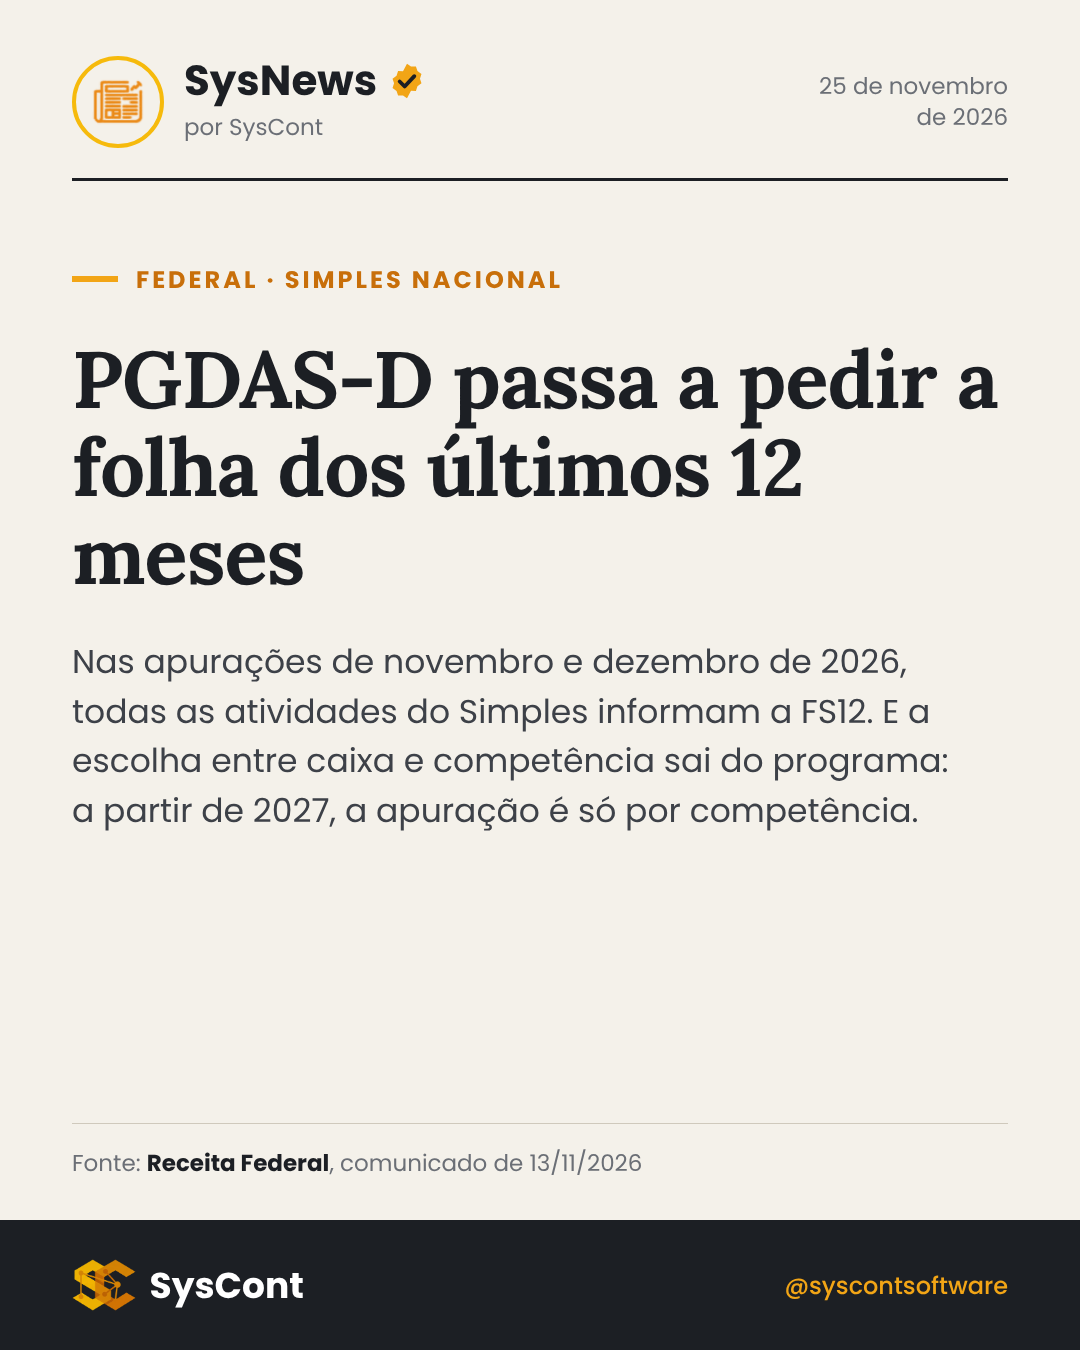 SysNews
por SysCont
25 de novembro
de 2026
FEDERAL · SIMPLES NACIONAL
PGDAS-D passa a pedir a
folha dos últimos 12
meses
Nas apurações de novembro e dezembro de 2026,
todas as atividades do Simples informam a FS12. E a
escolha entre caixa e competência sai do programa:
a partir de 2027, a apuração é só por competência.
Fonte: Receita Federal, comunicado de 13/11/2026
SysCont
@syscontsoftware